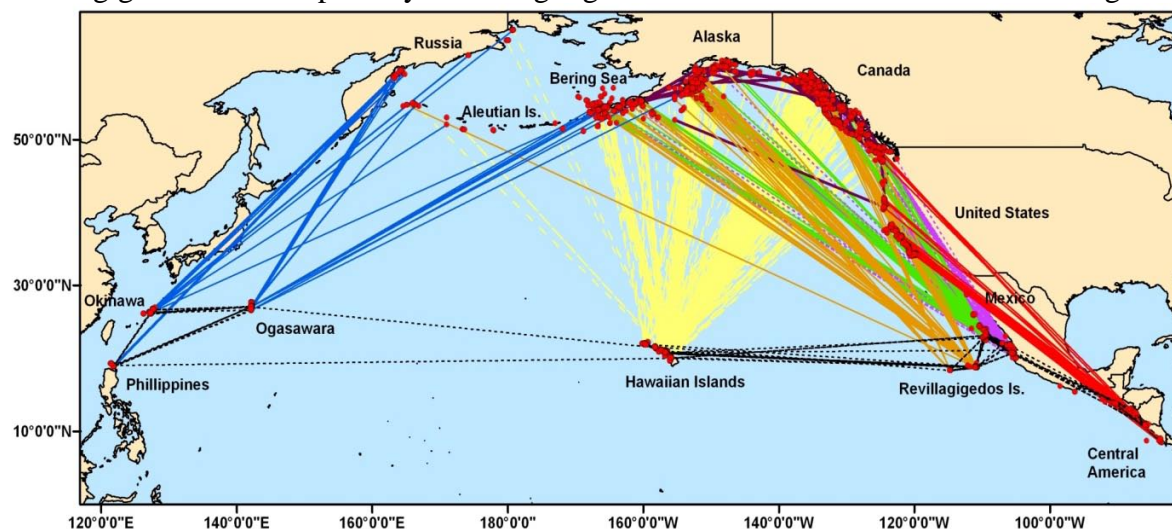 Russia
Alaska
Canada
Bering Sea
Aleutian Is.
50°0'0"N
United States
30°0'0"N
Okinawa
Mexico
Ogasawara
Phillippines
Hawaiian Islands
Revillagigedos Is.
10°0'0"N
Central
America
120°0'0"E 140°0'0"E 160°0'0"E 180°0'0" 160°0'0"W 140°0'0"W 120°0'0"W 100°0'0"W